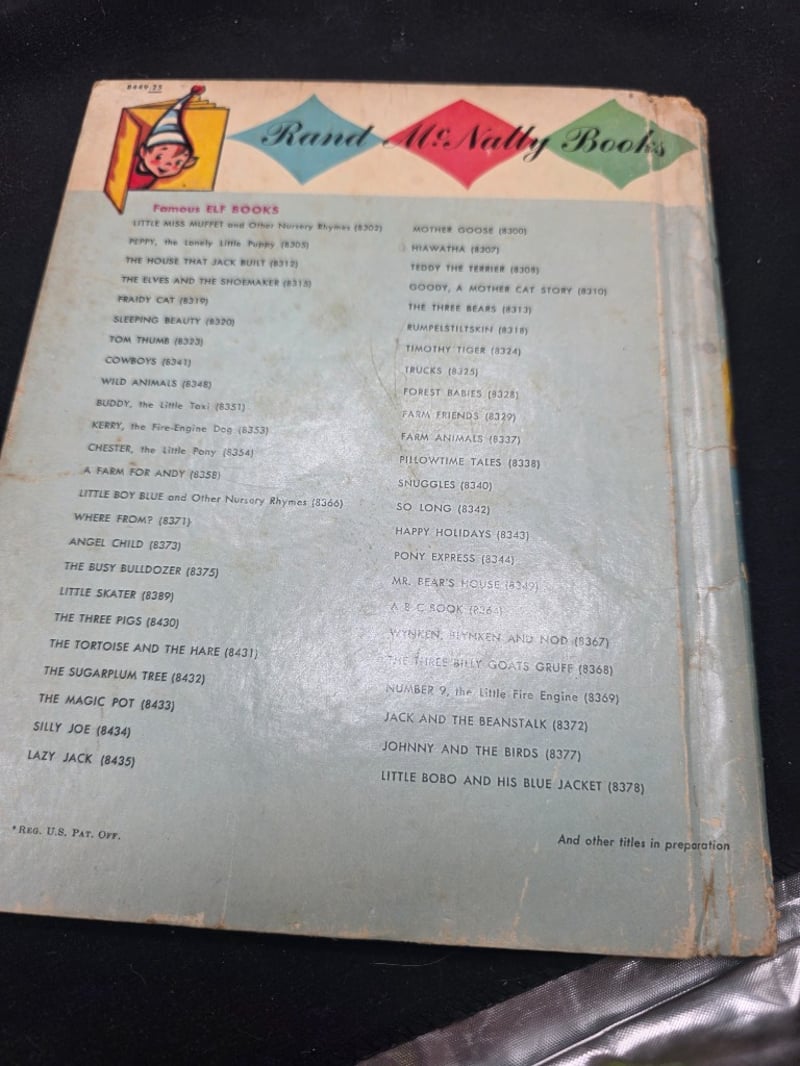 8449:25
Rand McNally Books
Famous ELF BOOKS
LITTLE MISS MUFFET and Other Nursery Rhymes (8302)
PEPPY, the Lonely Little Puppy (8305)
THE HOUSE THAT JACK BUILT (8312)
THE ELVES AND THE SHOEMAKER (8315)
FRAIDY CAT (8319)
SLEEPING BEAUTY (8320)
TOM THUMB (8323)
COWBOYS (8341)
WILD ANIMALS (8348)
BUDDY, the Little Taxi (8351)
KERRY, the Fire-Engine Dog (8353)
CHESTER, the Little Pony (8354)
A FARM FOR ANDY (8358)
LITTLE BOY BLUE and Other Nursery Rhymes (8366)
WHERE FROM? (8371)
ANGEL CHILD (8373)
THE BUSY BULLDOZER (8375)
LITTLE SKATER (8389)
THE THREE PIGS (8430)
THE TORTOISE AND THE HARE (8431)
THE SUGARPLUM TREE (8432)
THE MAGIC POT (8433)
SILLY JOE (8434)
LAZY JACK (8435)
MOTHER GOOSE (8300)
HIAWATHA (8307)
TEDDY THE TERRIER (8308)
GOODY, A MOTHER CAT STORY (8310)
THE THREE BEARS (8313)
RUMPELSTILTSKIN (8318)
TIMOTHY TIGER (8324)
TRUCKS (8325)
FOREST BABIES (8328)
FARM FRIENDS (8329)
FARM ANIMALS (8337)
PILLOWTIME TALES (8338)
SNUGGLES (8340)
SO LONG (8342)
HAPPY HOLIDAYS (8343)
PONY EXPRESS (8344)
MR. BEAR'S HOUSE (8349)
A B C BOOK (8364)
WYNKEN, BLYNKEN AND NOD (8367)
THE THREE BILLY GOATS GRUFF (8368)
NUMBER 9, the Little Fire Engine (8369)
JACK AND THE BEANSTALK (8372)
JOHNNY AND THE BIRDS (8377)
LITTLE BOBO AND HIS BLUE JACKET (8378)
*REG. U.S. PAT. OFF.
And other titles in preparation